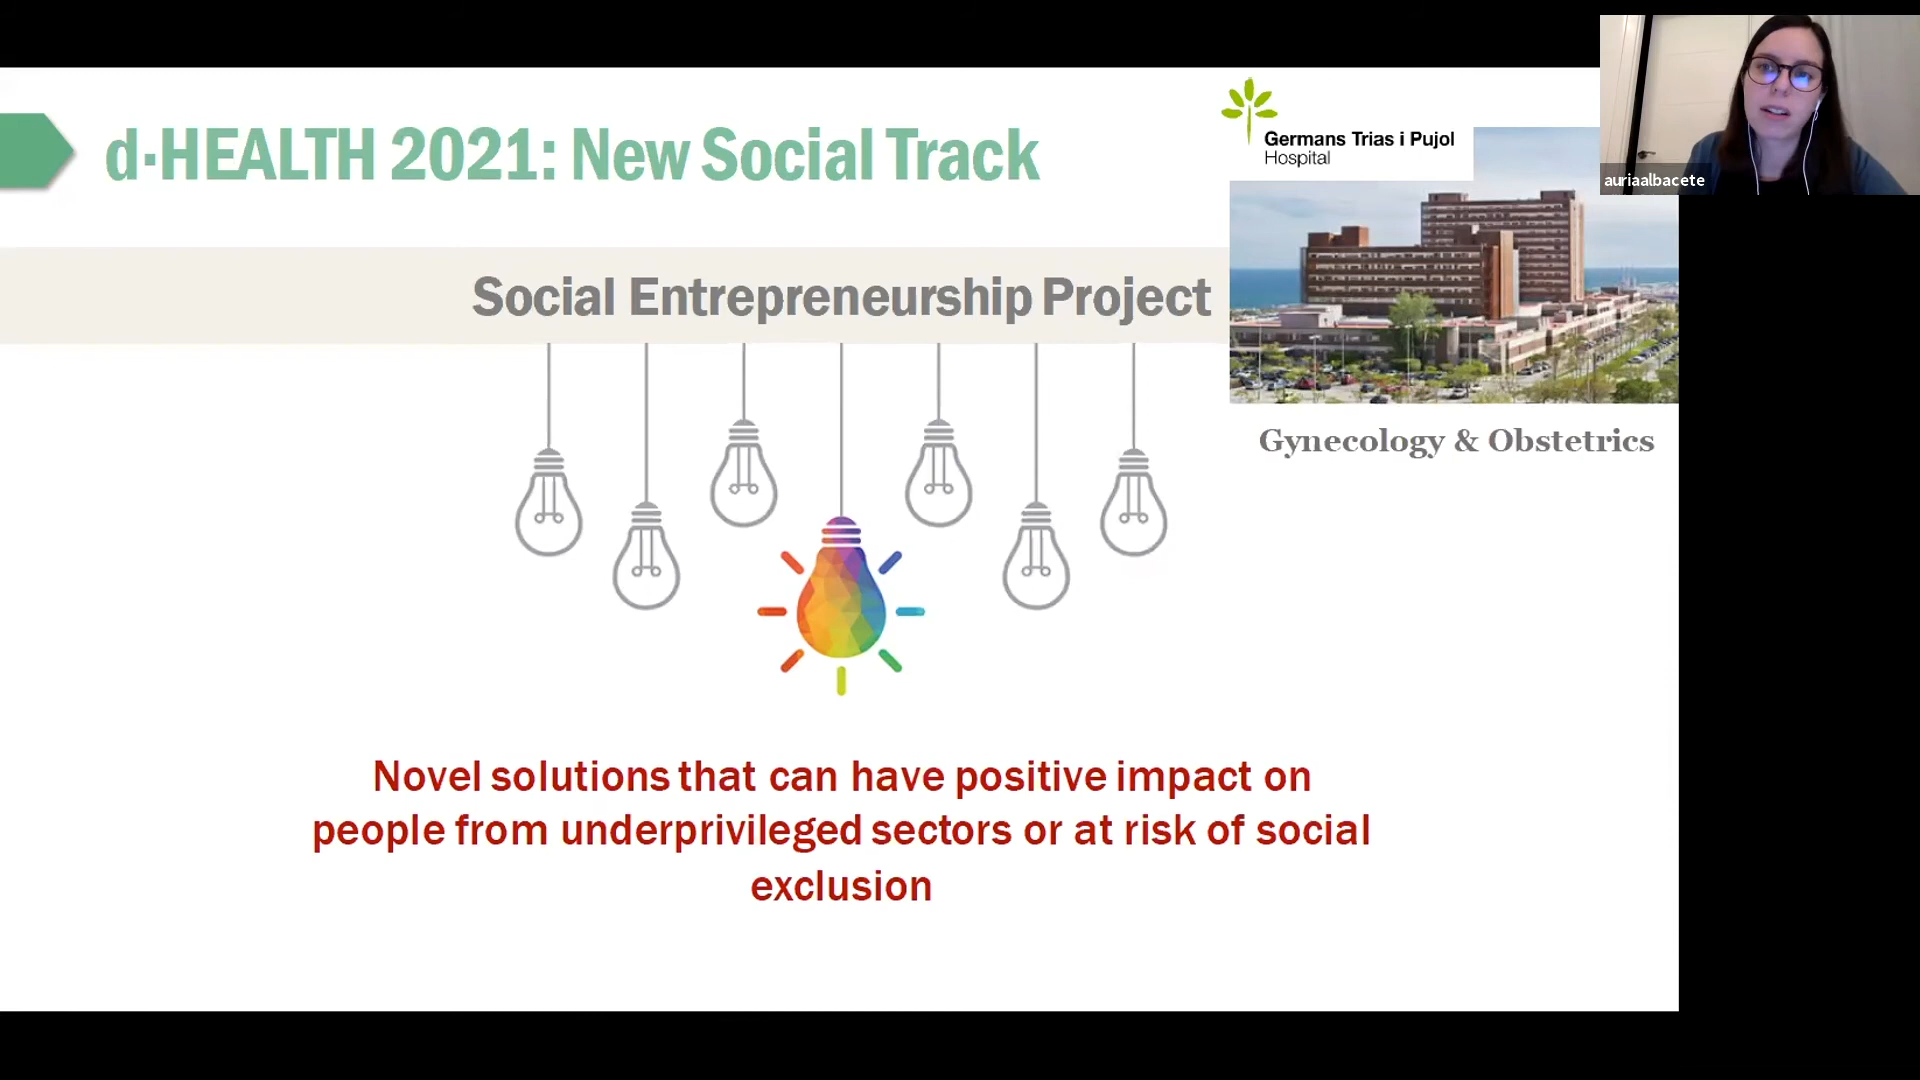 d·HEALTH 2021: New Social Track
Germans Trias i Pujol
Hospital
auriaalbacete
Social Entrepreneurship Project
Gynecology & Obstetrics
Novel solutions that can have positive impact on
people from underprivileged sectors or at risk of social
exclusion